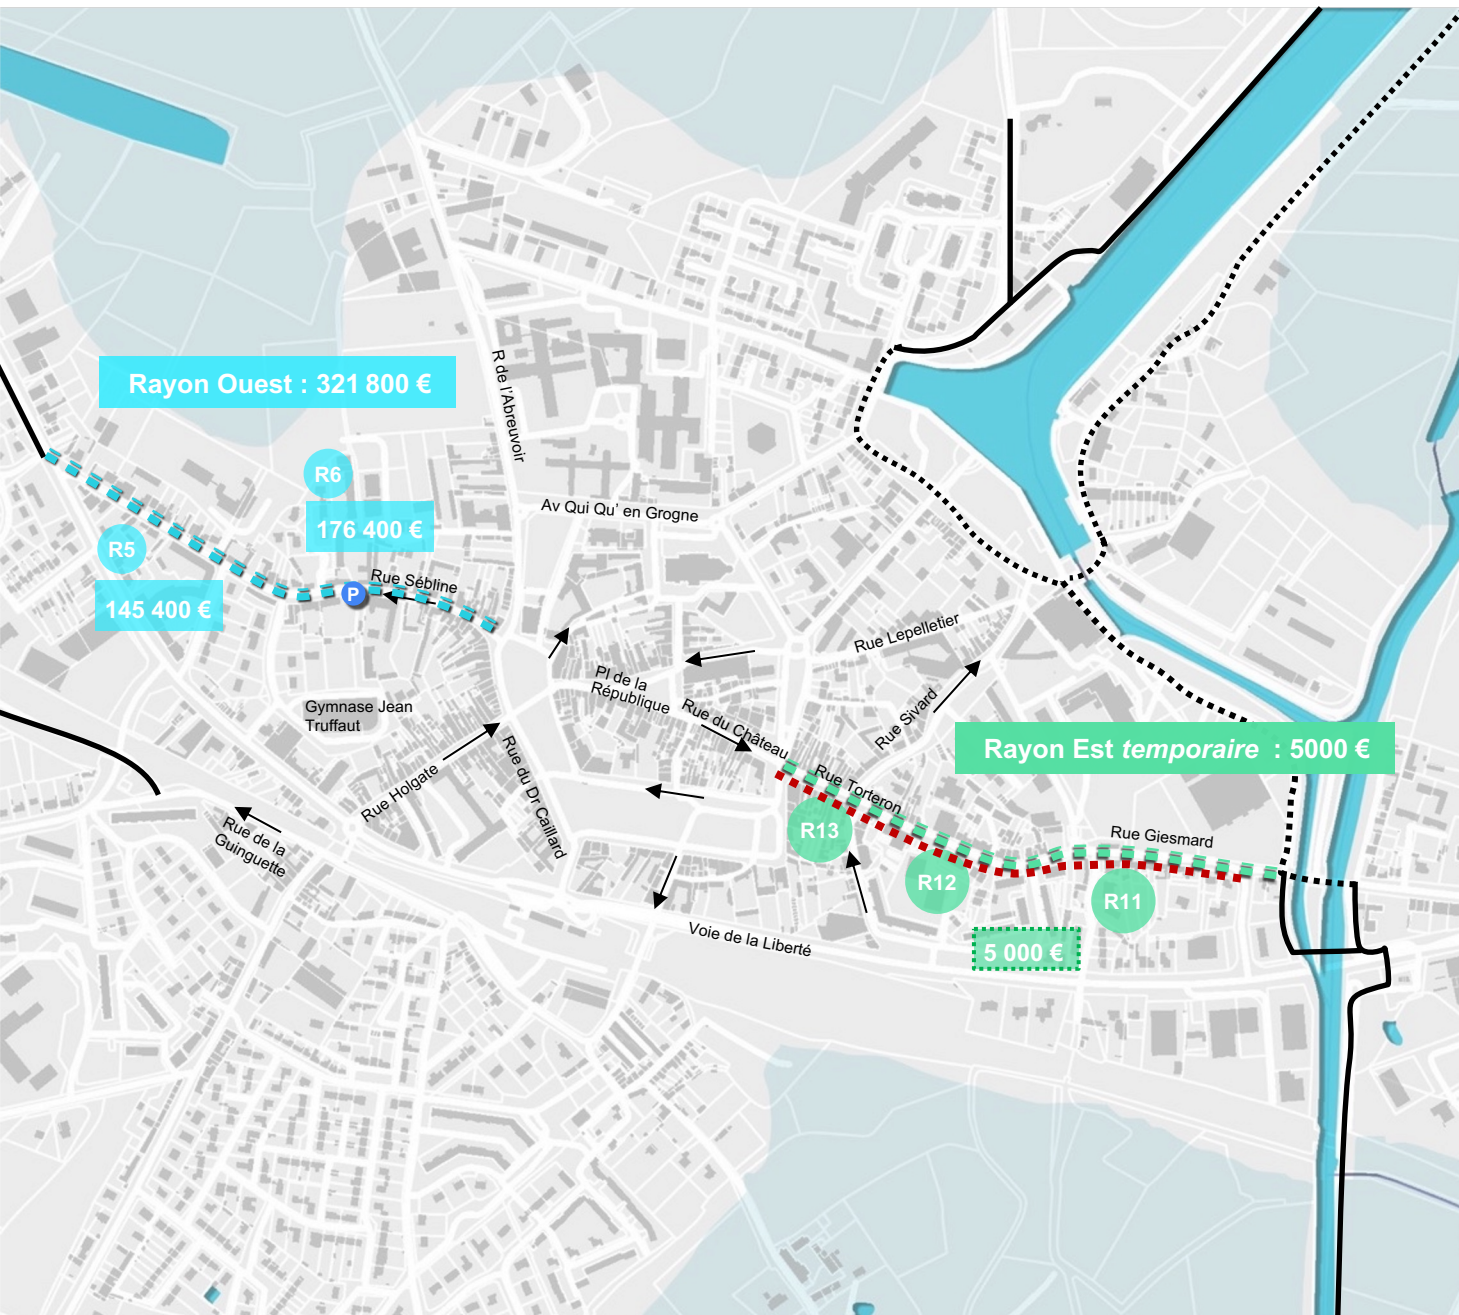 R de l'Abreuvoir
Rayon Ouest : 321 800 €
R6
Av Qui Qu' en Grogne
176 400 €
R5
Rue Sébline
P
145 400 €
Rue Lepelletier
Pl de la
République
Gymnase Jean
Truffaut
Rue du Château
Rue Sivard
Rayon Est temporaire : 5000 €
Rue du Dr Caillard
Rue Holgate
Rue Torteron
R13
Rue de la
Guinguette
Rue Giesmard
R12
R11
Voie de la Liberté
5 000 €